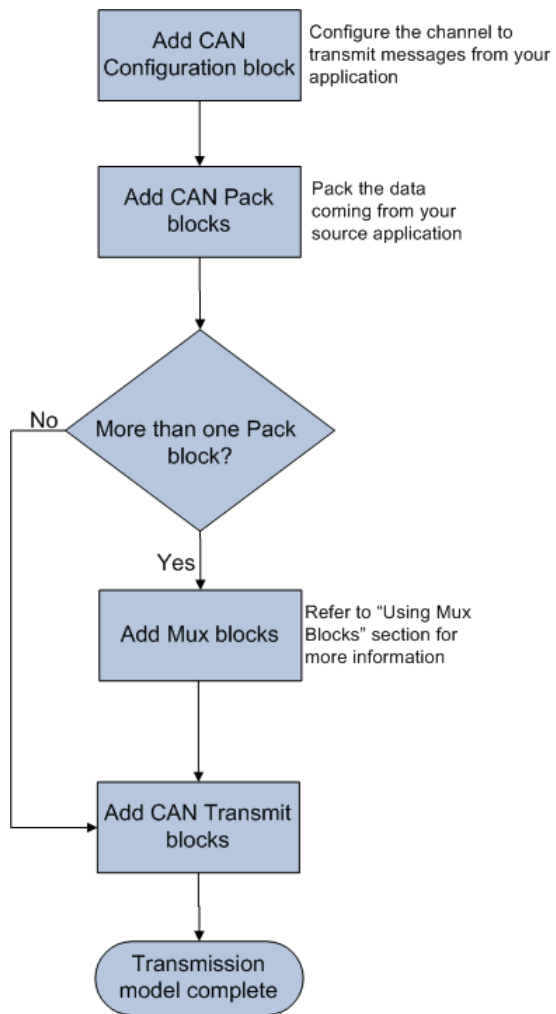 Add CAN
Configuration block
Configure the channel to
transmit messages from your
application
Add CAN Pack
blocks
Pack the data
coming from your
source application
No
More than one Pack
block?
Yes
Add Mux blocks
Refer to “Using Mux
Blocks” section for
more information
Add CAN Transmit
blocks
Transmission
model complete